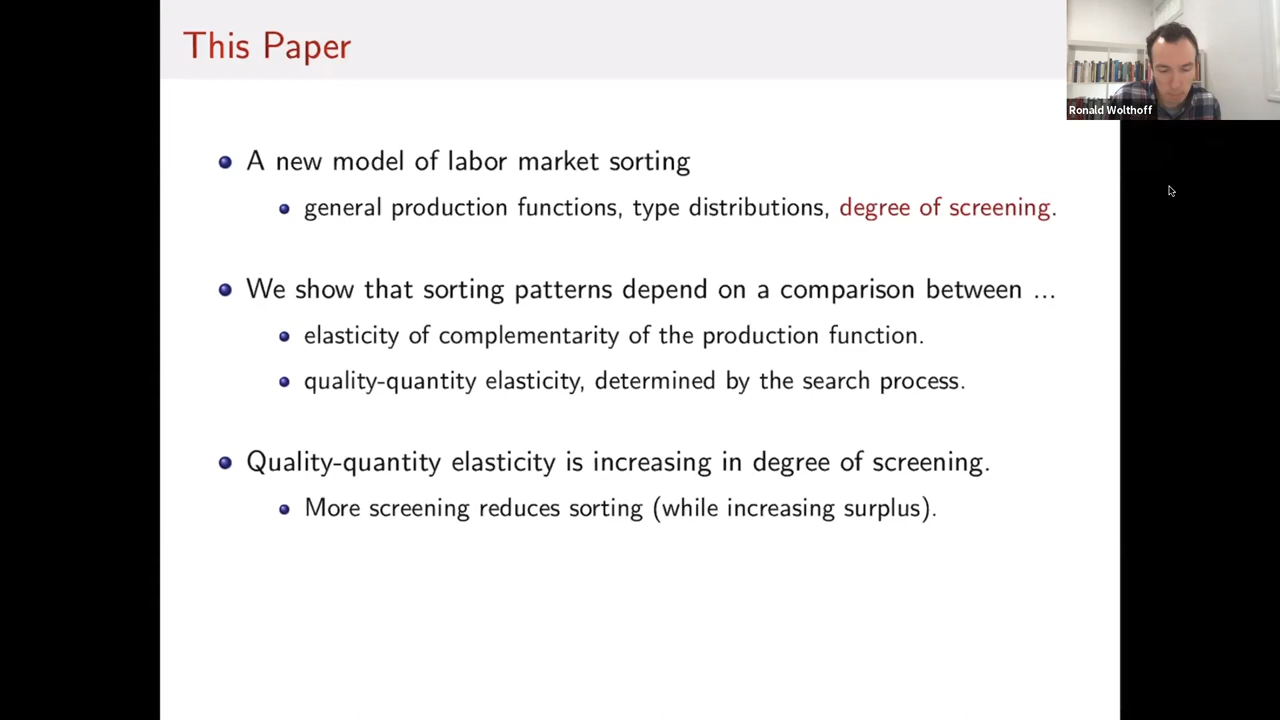 This Paper
Ronald Wolthoff
A new model of labor market sorting
general production functions, type distributions, degree of screening.
We show that sorting patterns depend on a comparison between ...
elasticity of complementarity of the production function.
quality-quantity elasticity, determined by the search process.
Quality-quantity elasticity is increasing in degree of screening.
More screening reduces sorting (while increasing surplus).